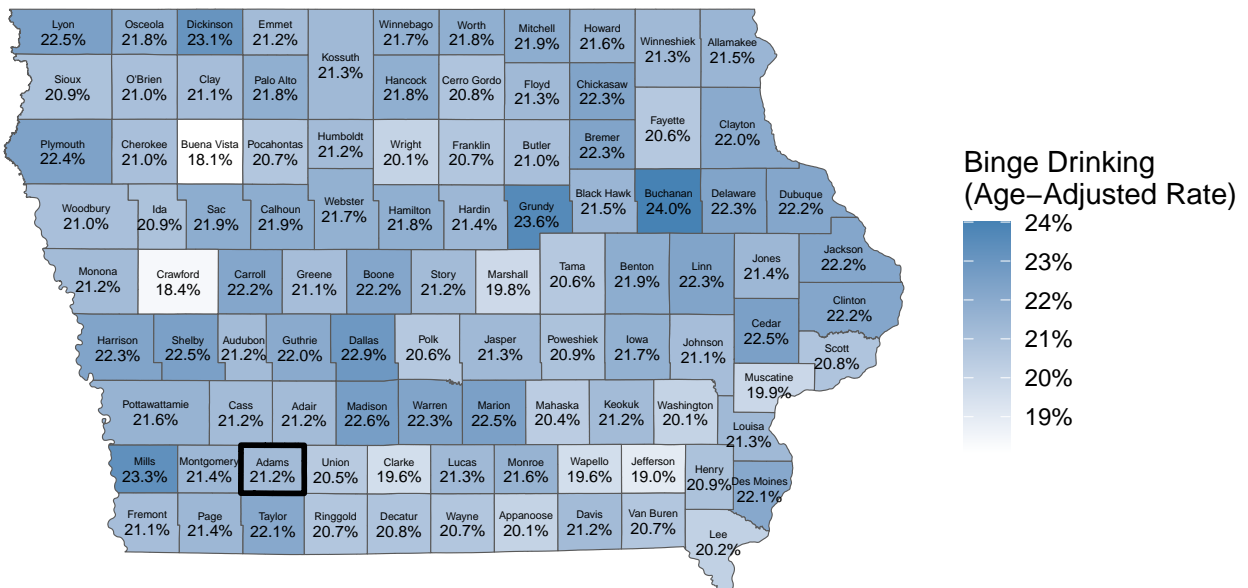 Lyon
22.5%
Osceola
21.8%
Dickinson
23.1%
Emmet
21.2%
Kossuth
21.3%
Winnebago
21.7%
Worth
21.8%
Mitchell
21.9%
Howard
21.6%
Winneshiek
21.3%
Allamakee
21.5%
Sioux
20.9%
O'Brien
21.0%
Clay
21.1%
Palo Alto
21.8%
Hancock
21.8%
Cerro Gordo
20.8%
Floyd
21.3%
Chickasaw
22.3%
Fayette
20.6%
Clayton
22.0%
Plymouth
22.4%
Cherokee
21.0%
Buena Vista
18.1%
Pocahontas
20.7%
Humboldt
21.2%
Wright
20.1%
Franklin
20.7%
Butler
21.0%
Bremer
22.3%
Woodbury
21.0%
Ida
20.9%
Sac
21.9%
Calhoun
21.9%
Webster
21.7%
Hamilton
21.8%
Hardin
21.4%
Grundy
23.6%
Black Hawk
21.5%
Buchanan
24.0%
Delaware
22.3%
Dubuque
22.2%
Monona
21.2%
Crawford
18.4%
Carroll
22.2%
Greene
21.1%
Boone
22.2%
Story
21.2%
Marshall
19.8%
Tama
20.6%
Benton
21.9%
Linn
22.3%
Jones
21.4%
Jackson
22.2%
Clinton
22.2%
Harrison
22.3%
Shelby
22.5%
Audubon
21.2%
Guthrie
22.0%
Dallas
22.9%
Polk
20.6%
Jasper
21.3%
Poweshiek
20.9%
Iowa
21.7%
Johnson
21.1%
Cedar
22.5%
Scott
20.8%
Muscatine
19.9%
Pottawattamie
21.6%
Cass
21.2%
Adair
21.2%
Madison
22.6%
Warren
22.3%
Marion
22.5%
Mahaska
20.4%
Keokuk
21.2%
Washington
20.1%
Louisa
21.3%
Mills
23.3%
Montgomery
21.4%
Adams
21.2%
Union
20.5%
Clarke
19.6%
Lucas
21.3%
Monroe
21.6%
Wapello
19.6%
Jefferson
19.0%
Henry
20.9%
Des Moines
22.1%
Fremont
21.1%
Page
21.4%
Taylor
22.1%
Ringgold
20.7%
Decatur
20.8%
Wayne
20.7%
Appanoose
20.1%
Davis
21.2%
Van Buren
20.7%
Lee
20.2%
Binge Drinking
(Age−Adjusted Rate)
24%
23%
22%
21%
20%
19%